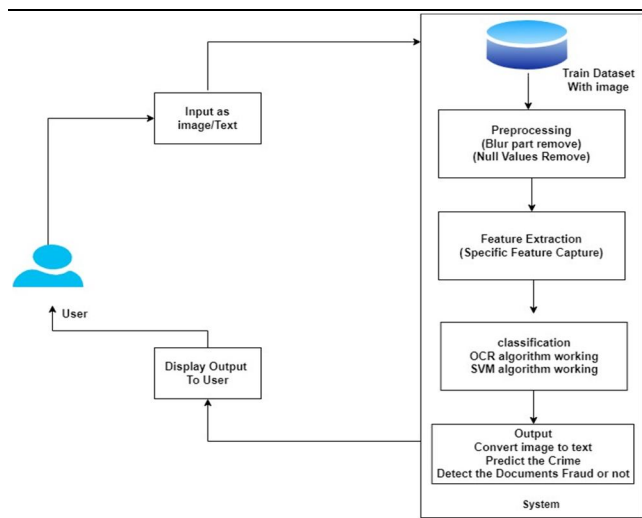 Train Dataset
With image
Input as
image/Text
Preprocessing
(Blur part remove)
(Null Values Remove)
Feature Extraction
(Specific Feature Capture)
User
classification
OCR algorithm working
SVM algorithm working
Display Output
To User
Output
Convert image to text
Predict the Crime
Detect the Documents Fraud or not
System